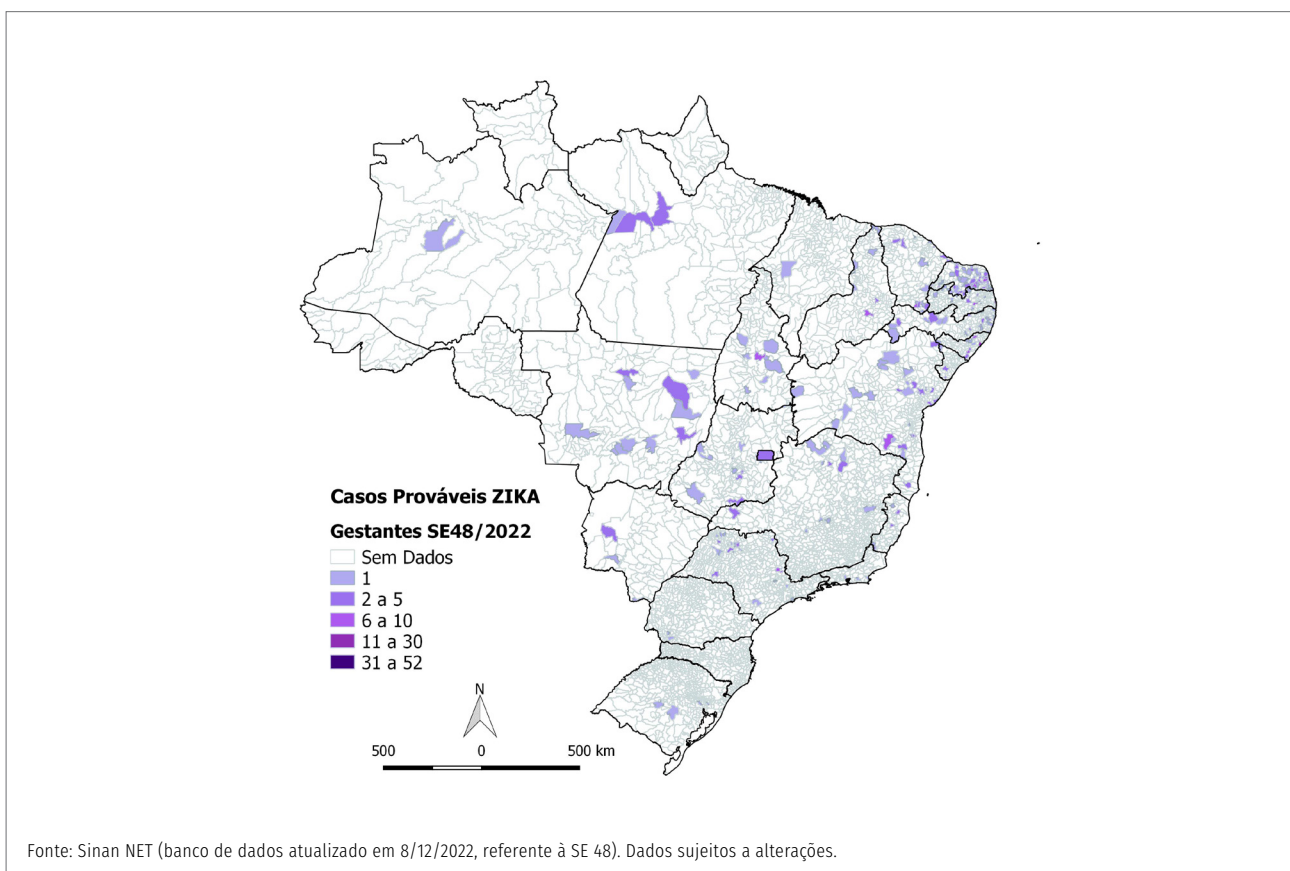 Casos Prováveis ZIKA
Gestantes SE48/2022
Sem Dados
1
2 a 5
6 a 10
11 a 30
31 a 52
N
500 0 500 km
Fonte: Sinan NET (banco de dados atualizado em 8/12/2022, referente à SE 48). Dados sujeitos a alterações.